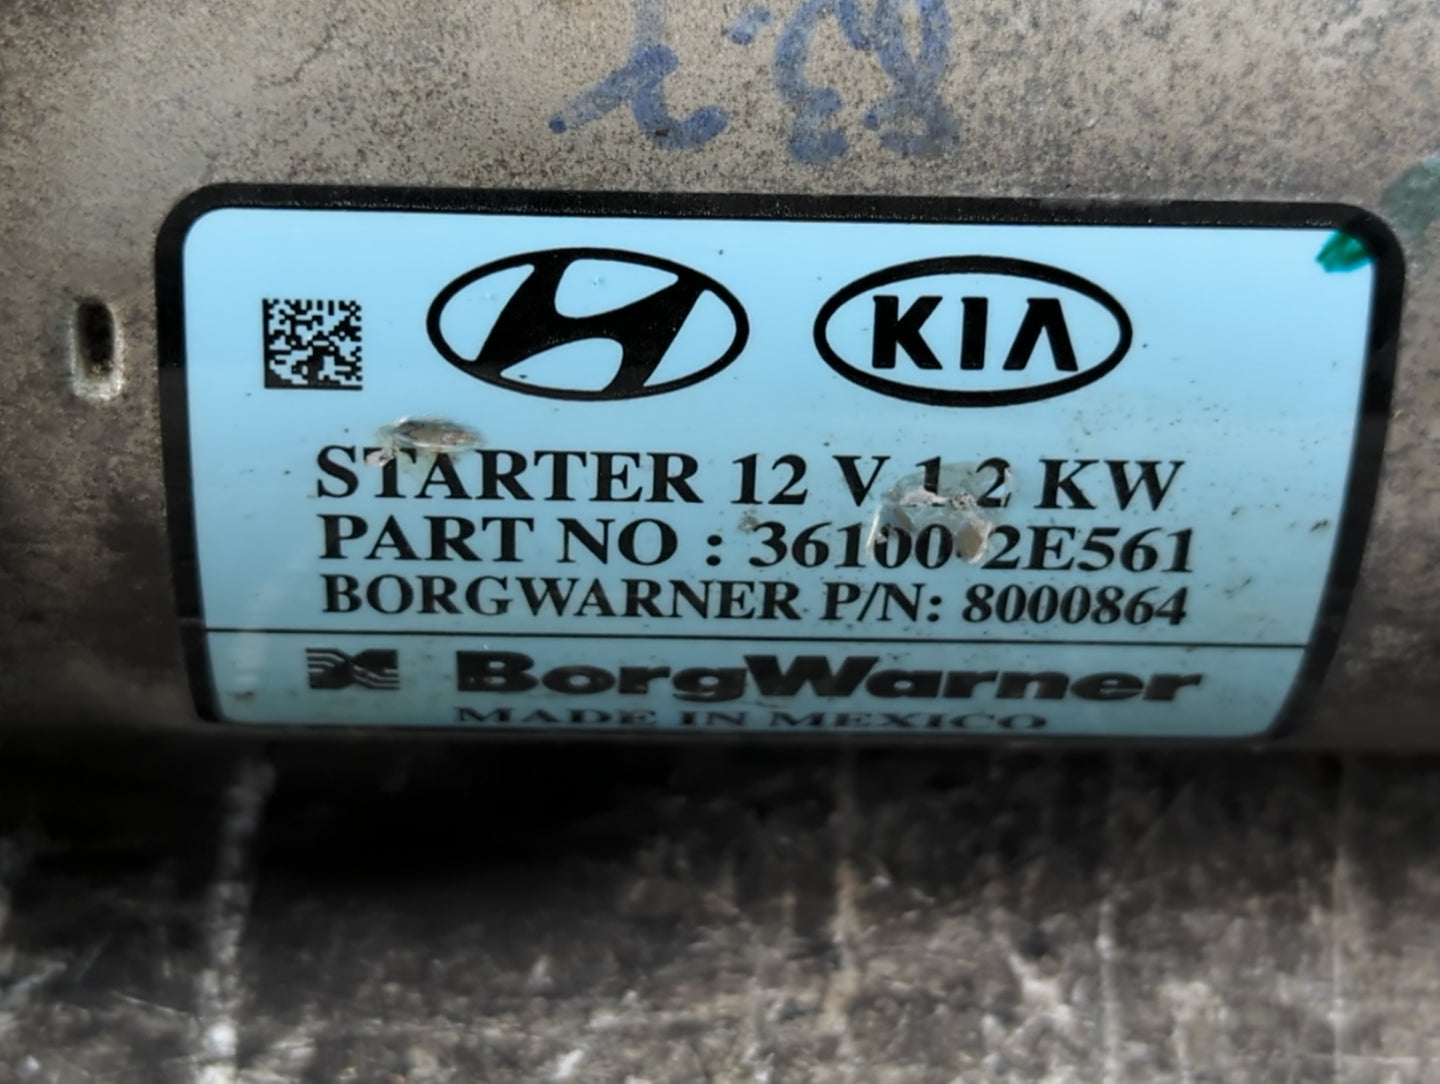 KIA
STARTER 12 V 1.2 KW
PART NO : 36100-2E561
BORGWARNER P/N: 8000864
BorgWarner
MADE IN MEXICO